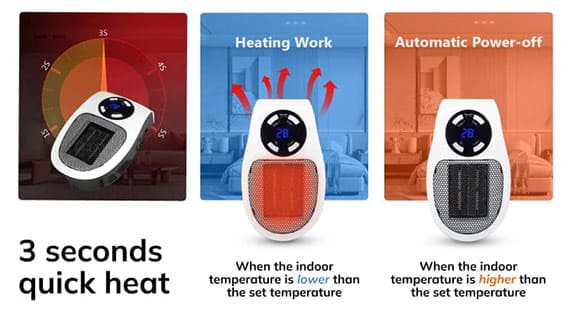 1S
2S
3S
4S
5S
Heating Work
28
Automatic Power-off
28
3 seconds
quick heat
When the indoor
temperature is lower than
the set temperature
When the indoor
temperature is higher than
the set temperature